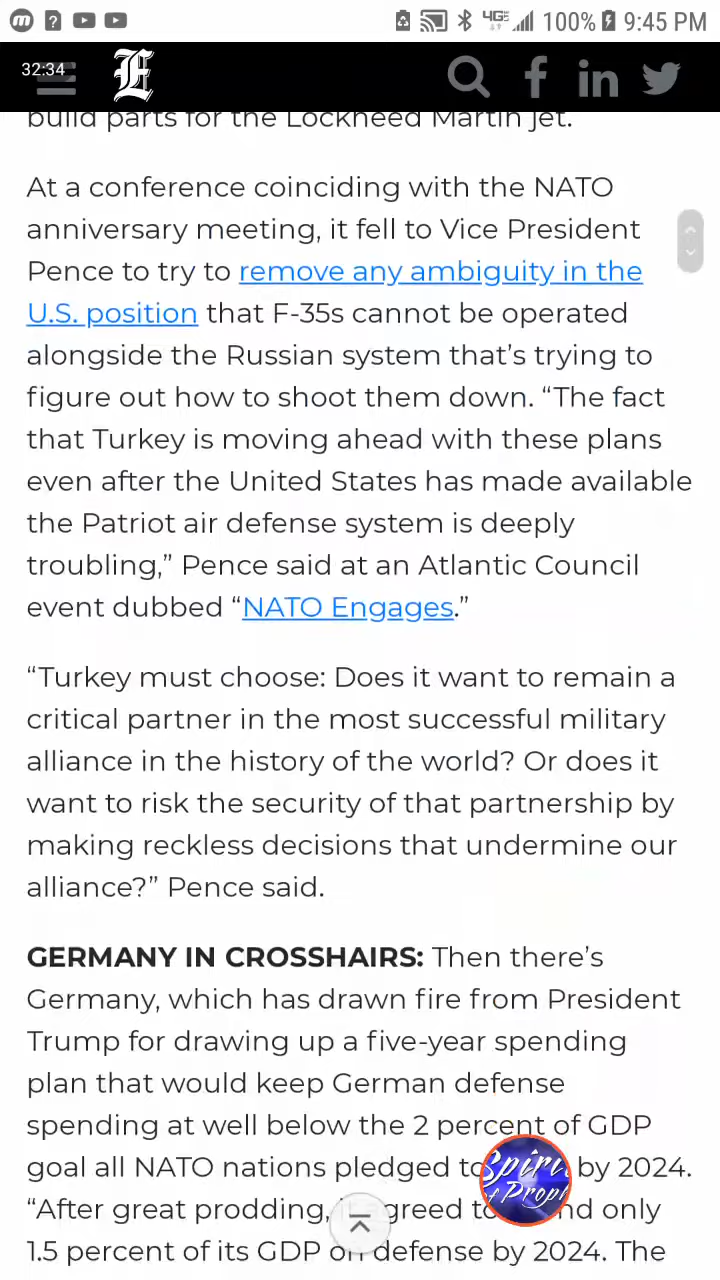 100% 9:45 PM
32:34
build parts for the Lockheed Martin jet.
At a conference coinciding with the NATO
anniversary meeting, it fell to Vice President
Pence to try to remove any ambiguity in the
U.S. position that F-35s cannot be operated
alongside the Russian system that’s trying to
figure out how to shoot them down. “The fact
that Turkey is moving ahead with these plans
even after the United States has made available
the Patriot air defense system is deeply
troubling,” Pence said at an Atlantic Council
event dubbed “NATO Engages.”
“Turkey must choose: Does it want to remain a
critical partner in the most successful military
alliance in the history of the world? Or does it
want to risk the security of that partnership by
making reckless decisions that undermine our
alliance?” Pence said.
GERMANY IN CROSSHAIRS: Then there’s
Germany, which has drawn fire from President
Trump for drawing up a five-year spending
plan that would keep German defense
spending at well below the 2 percent of GDP
goal all NATO nations pledged to by 2024.
“After great prodding, agreed to only
1.5 percent of its GDP on defense by 2024. The